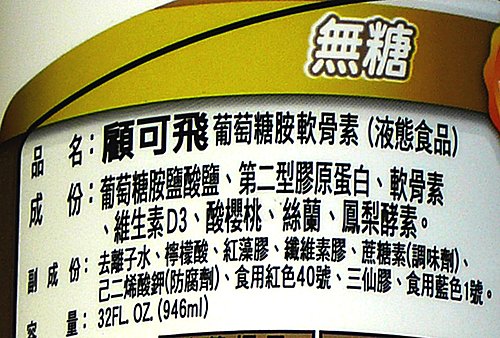 無糖
品名：顧可飛 葡萄糖胺軟骨素 (液態食品)
成份：葡萄糖胺鹽酸鹽、第二型膠原蛋白、軟骨素
、維生素D3、酸櫻桃、絲蘭、鳳梨酵素。
副成份：去離子水、檸檬酸、紅藻膠、纖維素膠、蔗糖素(調味劑)、
己二烯酸鉀(防腐劑)、食用紅色40號、三仙膠、食用藍色1號。
容量：32FL. OZ. (946ml)